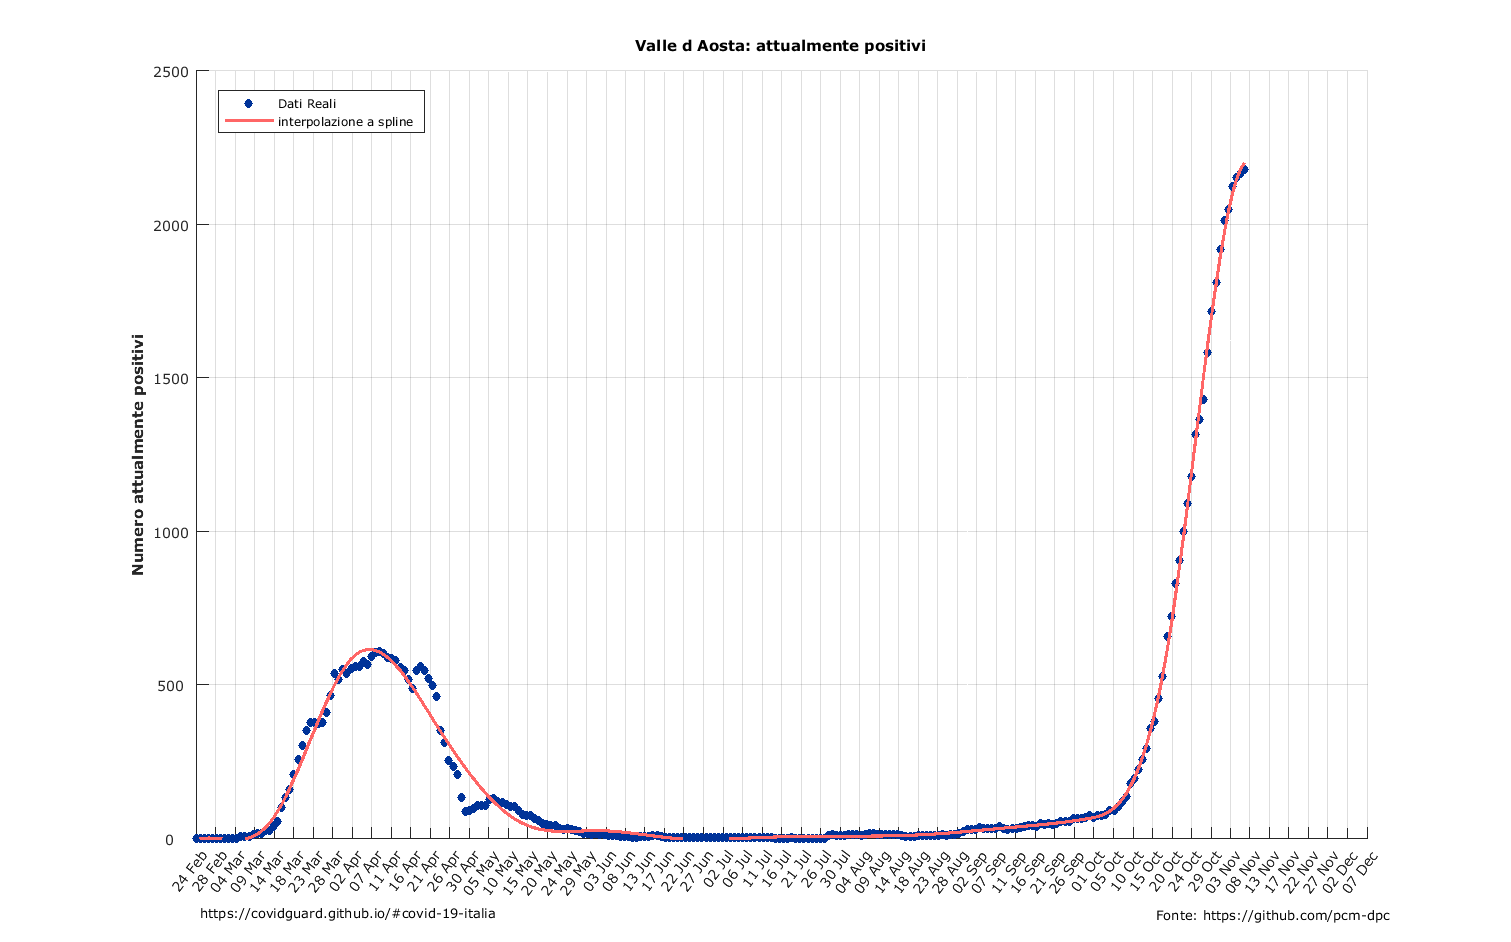 Valle d Aosta: attualmente positivi
2500
2000
1500
1000
500
0
Numero attualmente positivi
Dati Reali
interpolazione a spline
24 Feb
28 Feb
04 Mar
09 Mar
14 Mar
18 Mar
23 Mar
28 Mar
02 Apr
07 Apr
11 Apr
16 Apr
21 Apr
26 Apr
30 Apr
05 May
10 May
15 May
20 May
24 May
29 May
03 Jun
08 Jun
13 Jun
17 Jun
22 Jun
27 Jun
02 Jul
06 Jul
11 Jul
16 Jul
21 Jul
26 Jul
30 Jul
04 Aug
09 Aug
14 Aug
18 Aug
23 Aug
28 Aug
02 Sep
07 Sep
11 Sep
16 Sep
21 Sep
26 Sep
01 Oct
05 Oct
10 Oct
15 Oct
20 Oct
24 Oct
29 Oct
03 Nov
08 Nov
13 Nov
17 Nov
22 Nov
27 Nov
02 Dec
07 Dec
https://covidguard.github.io/#covid-19-italia
Fonte: https://github.com/pcm-dpc